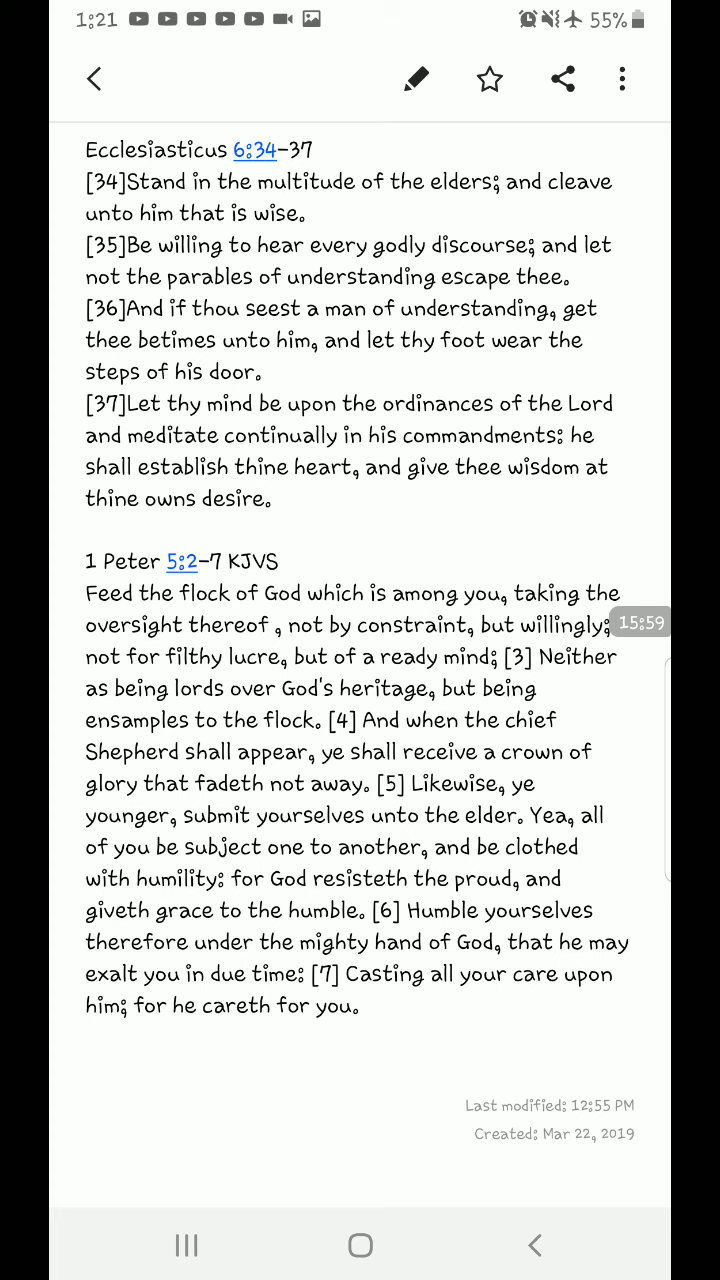 1:21
55%
Ecclesiasticus 6:34-37
[34]Stand in the multitude of the elders; and cleave
unto him that is wise.
[35]Be willing to hear every godly discourse; and let
not the parables of understanding escape thee.
[36]And if thou seest a man of understanding, get
thee betimes unto him, and let thy foot wear the
steps of his door.
[37]Let thy mind be upon the ordinances of the Lord
and meditate continually in his commandments: he
shall establish thine heart, and give thee wisdom at
thine owns desire.
1 Peter 5:2-7 KJVS
Feed the flock of God which is among you, taking the
oversight thereof , not by constraint, but willingly;
15:59
not for filthy lucre, but of a ready mind; [3] Neither
as being lords over God's heritage, but being
ensamples to the flock. [4] And when the chief
Shepherd shall appear, ye shall receive a crown of
glory that fadeth not away. [5] Likewise, ye
younger, submit yourselves unto the elder. Yea, all
of you be subject one to another, and be clothed
with humility: for God resisteth the proud, and
giveth grace to the humble. [6] Humble yourselves
therefore under the mighty hand of God, that he may
exalt you in due time: [7] Casting all your care upon
him; for he careth for you.
Last modified: 12:55 PM
Created: Mar 22, 2019